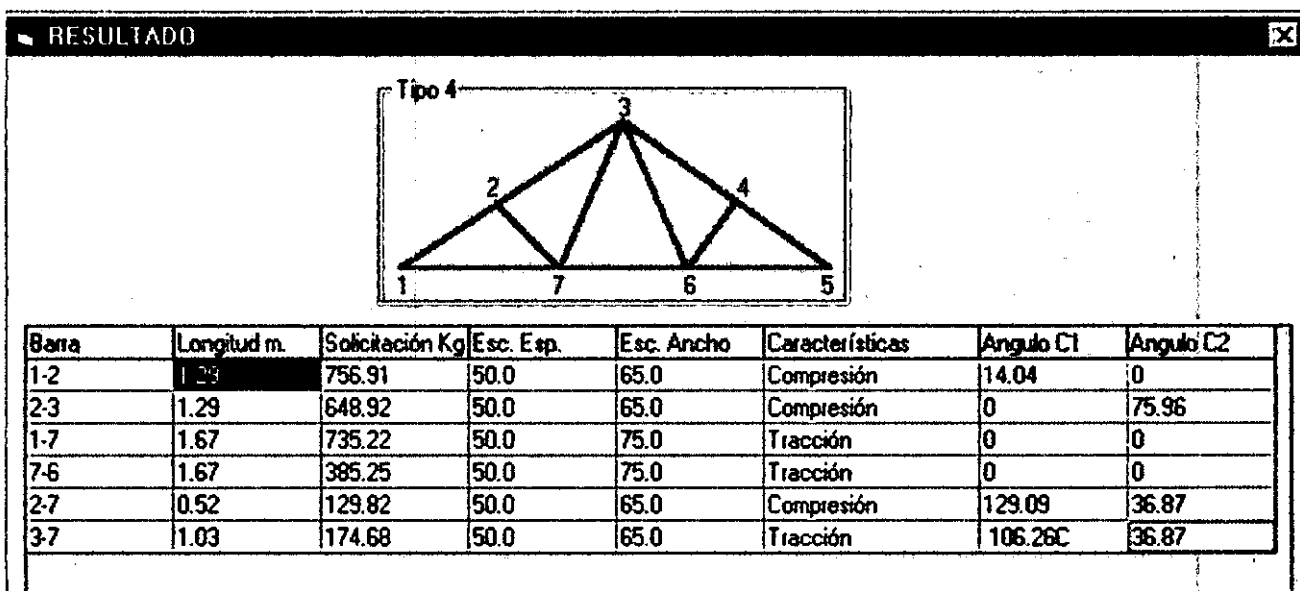 RESULTADO
Tipo 4
3
2
4
1
7
6
5
Barra Longitud m. Solicitación Kg Esc. Esp. Esc. Ancho Características Angulo C1 Angulo C2
1-2 1.29 756.91 50.0 65.0 Compresión 14.04 0
2-3 1.29 648.92 50.0 65.0 Compresión 0 75.96
1-7 1.67 735.22 50.0 75.0 Tracción 0 0
7-6 1.67 385.25 50.0 75.0 Tracción 0 0
2-7 0.52 129.82 50.0 65.0 Compresión 129.09 36.87
3-7 1.03 174.68 50.0 65.0 Tracción 106.26C 36.87